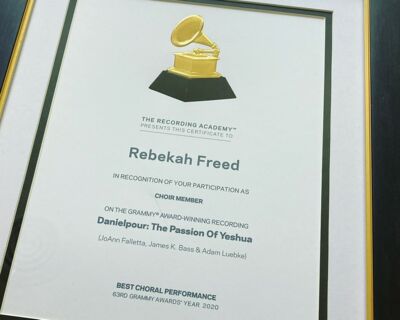 THE RECORDING ACADEMY™
PRESENTS THIS CERTIFICATE TO
Rebekah Freed
IN RECOGNITION OF YOUR PARTICIPATION AS
CHOIR MEMBER
ON THE GRAMMY® AWARD-WINNING RECORDING
Danielpour: The Passion Of Yeshua
(JoAnn Falletta, James K. Bass & Adam Luebke)
BEST CHORAL PERFORMANCE
63RD GRAMMY AWARDS® YEAR 2020